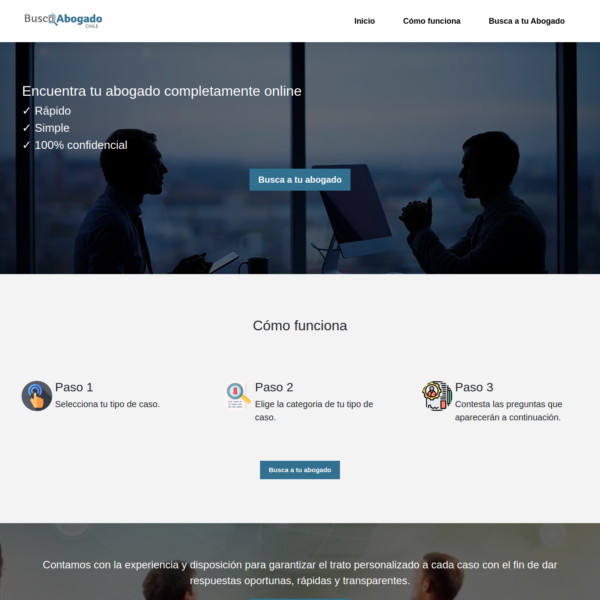 BuscoAbogado
CHILE
Inicio
Cómo funciona
Busca a tu Abogado
Encuentra tu abogado completamente online
✓ Rápido
✓ Simple
✓ 100% confidencial
Busca a tu abogado
Cómo funciona
Paso 1
Selecciona tu tipo de caso.
Paso 2
Elige la categoria de tu tipo de
caso.
Paso 3
Contesta las preguntas que
aparecerán a continuación.
Busca a tu abogado
Contamos con la experiencia y disposición para garantizar el trato personalizado a cada caso con el fin de dar
respuestas oportunas, rápidas y transparentes.